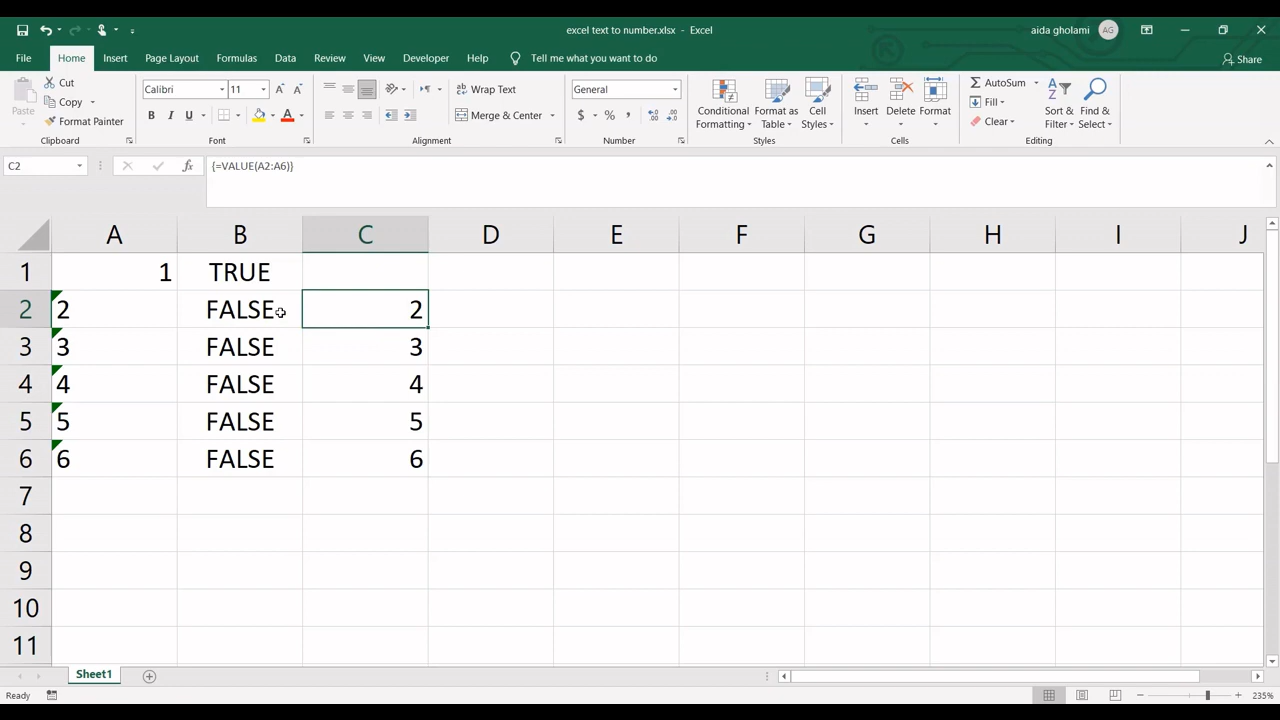 excel text to number.xlsx - Excel
aida gholami AG
File Home Insert Page Layout Formulas Data Review View Developer Help Tell me what you want to do Share
Paste
Cut
Copy
Format Painter
Clipboard
Calibri 11 A A
B I U A
Font
ab Wrap Text
Merge & Center
Alignment
General
$ % ,
Number
Conditional Formatting
Format as Table
Cell Styles
Styles
Insert Delete Format
Cells
AutoSum
Fill
Clear
Sort & Filter
Find & Select
Editing
C2 fx {=VALUE(A2:A6)}
A B C D E F G H I J
1 1 TRUE
2 2 FALSE 2
3 3 FALSE 3
4 4 FALSE 4
5 5 FALSE 5
6 6 FALSE 6
7
8
9
10
11
Sheet1
Ready 235%